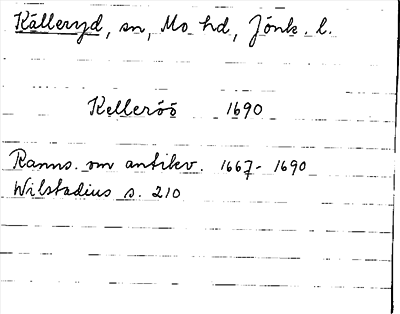 Källeryd, sn, Mo hd, Jönk. l.
Kelleröö 1690
Ranns. om antikv. 1667-1690
Wilstadius s. 210